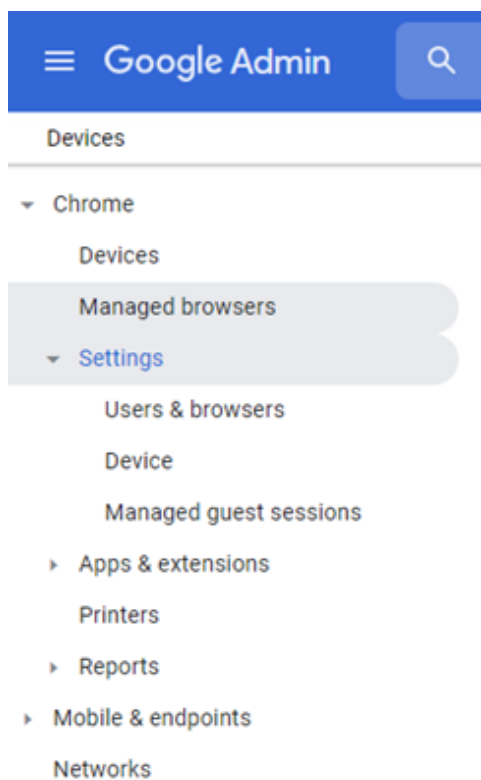 Google Admin
Devices
Chrome
Devices
Managed browsers
Settings
Users & browsers
Device
Managed guest sessions
Apps & extensions
Printers
Reports
Mobile & endpoints
Networks